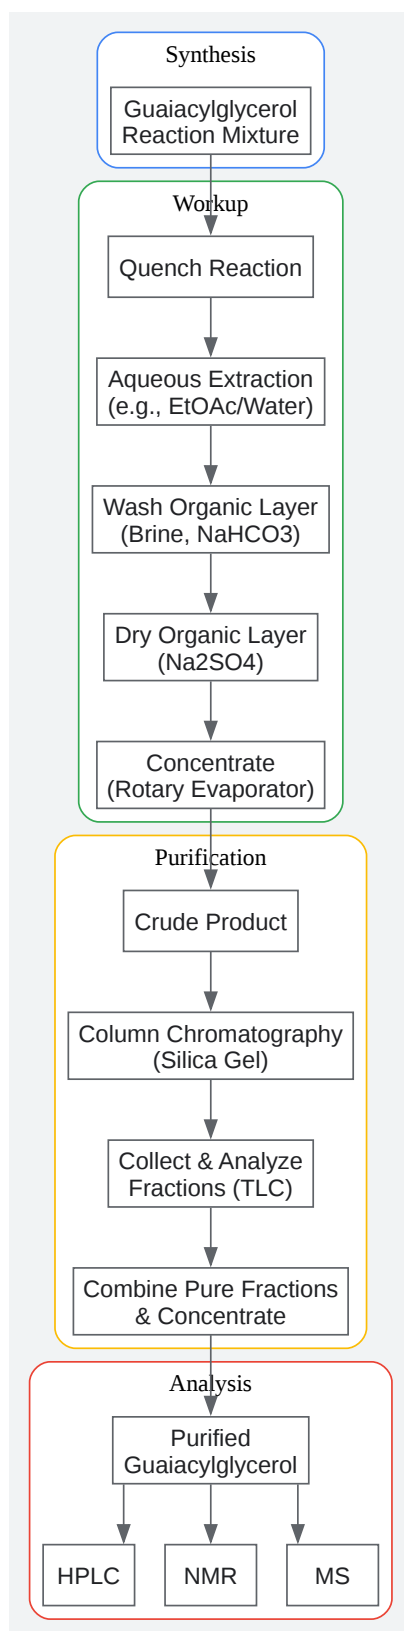 Synthesis
Guaiacylglycerol
Reaction Mixture
Workup
Quench Reaction
Aqueous Extraction
(e.g., EtOAc/Water)
Wash Organic Layer
(Brine, NaHCO3)
Dry Organic Layer
(Na2SO4)
Concentrate
(Rotary Evaporator)
Purification
Crude Product
Column Chromatography
(Silica Gel)
Collect & Analyze
Fractions (TLC)
Combine Pure Fractions
& Concentrate
Analysis
Purified
Guaiacylglycerol
HPLC
NMR
MS